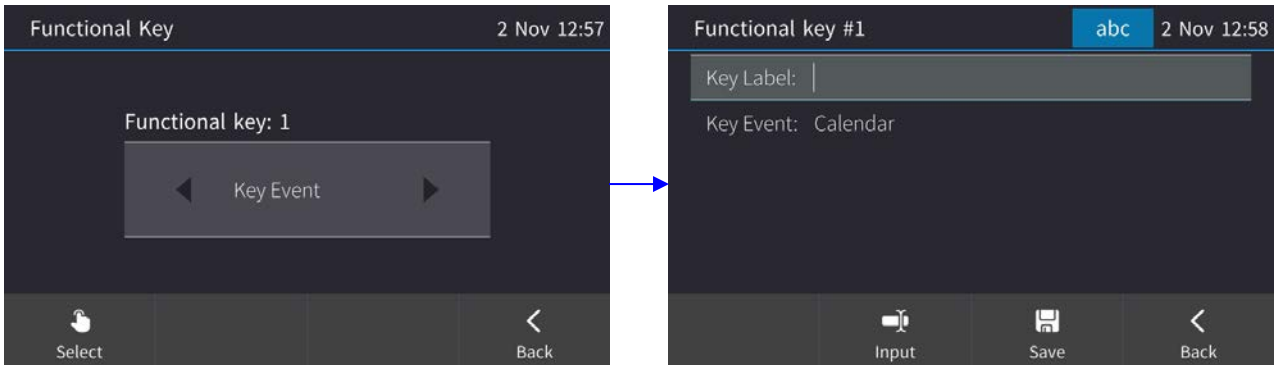 Functional Key 2 Nov 12:57
Functional key: 1
Key Event
Select Back
Functional key #1 abc 2 Nov 12:58
Key Label:
Key Event: Calendar
Input Save Back